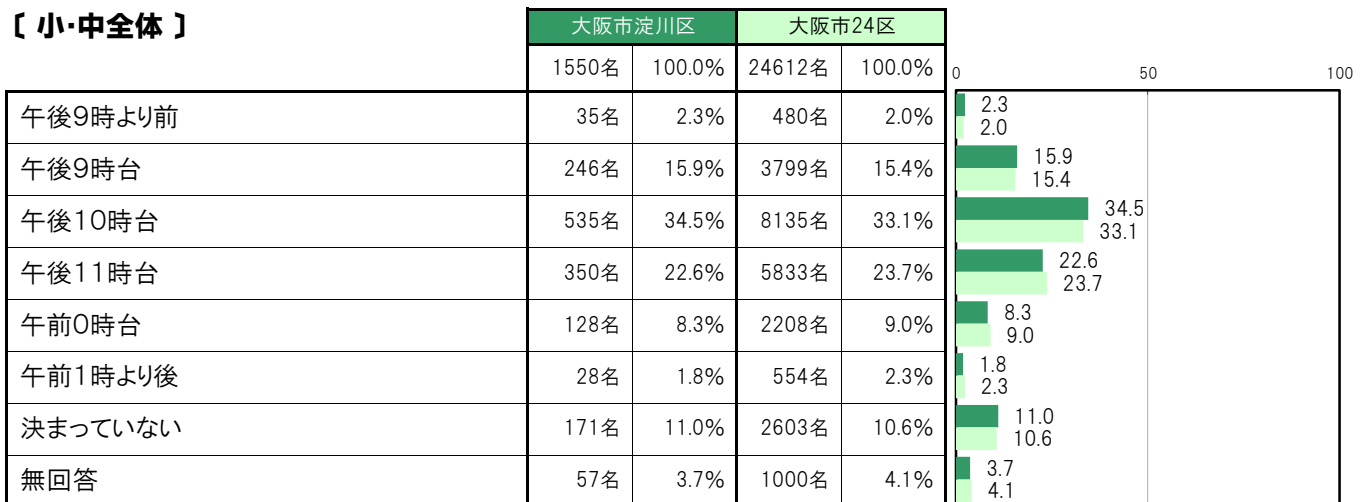 〔 小・中全体 〕
大阪市淀川区 大阪市24区
1550名 100.0% 24612名 100.0%
0 50 100
午後9時より前 35名 2.3% 480名 2.0% 2.3
2.0
午後9時台 246名 15.9% 3799名 15.4% 15.9
15.4
午後10時台 535名 34.5% 8135名 33.1% 34.5
33.1
午後11時台 350名 22.6% 5833名 23.7% 22.6
23.7
午前0時台 128名 8.3% 2208名 9.0% 8.3
9.0
午前1時より後 28名 1.8% 554名 2.3% 1.8
2.3
決まっていない 171名 11.0% 2603名 10.6% 11.0
10.6
無回答 57名 3.7% 1000名 4.1% 3.7
4.1